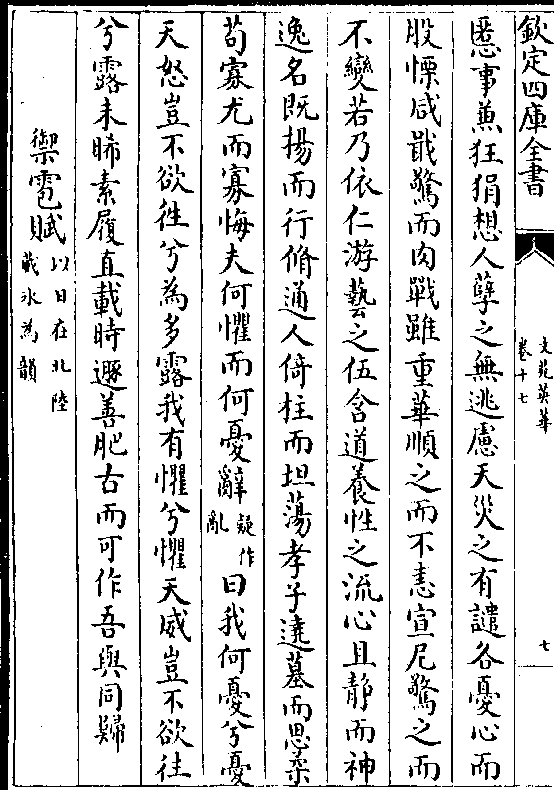 欽定四庫全書
文苑英華
卷十七
七
慝事兼狂狷想人孽之無逃慮天災之有譴各憂心而
股慄咸戢驚而肉戰雖重華順之而不恚宣尼驚之而
不變若乃依仁游藝之伍含道養性之流心且靜而神
逸名既揚而行脩通人倚柱而坦蕩孝子遶墓而思柔
苟寡尤而寡悔夫何懼而何憂辭疑作亂曰我何憂兮憂
天怒豈不欲徃兮為多露我有懼兮懼天威豈不欲往
兮露未晞素履直載時遯善肥古而可作吾與同歸
禦雹賦以日在北陸藏氷為韻